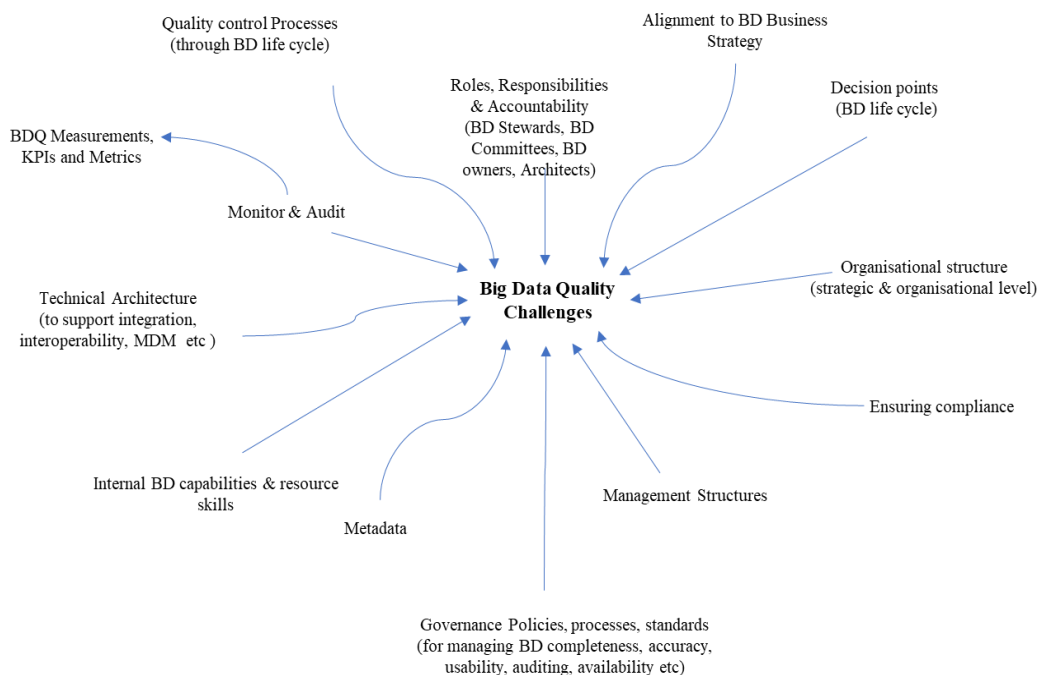 Quality control Processes
(through BD life cycle)
Alignment to BD Business
Strategy
Roles, Responsibilities
& Accountability
(BD Stewards, BD
Committees, BD
owners, Architects)
Decision points
(BD life cycle)
BDQ Measurements,
KPIs and Metrics
Monitor & Audit
Big Data Quality
Challenges
Organisational structure
(strategic & organisational level)
Technical Architecture
(to support integration,
interoperability, MDM etc )
Ensuring compliance
Internal BD capabilities & resource
skills
Management Structures
Metadata
Governance Policies, processes, standards
(for managing BD completeness, accuracy,
usability, auditing, availability etc)